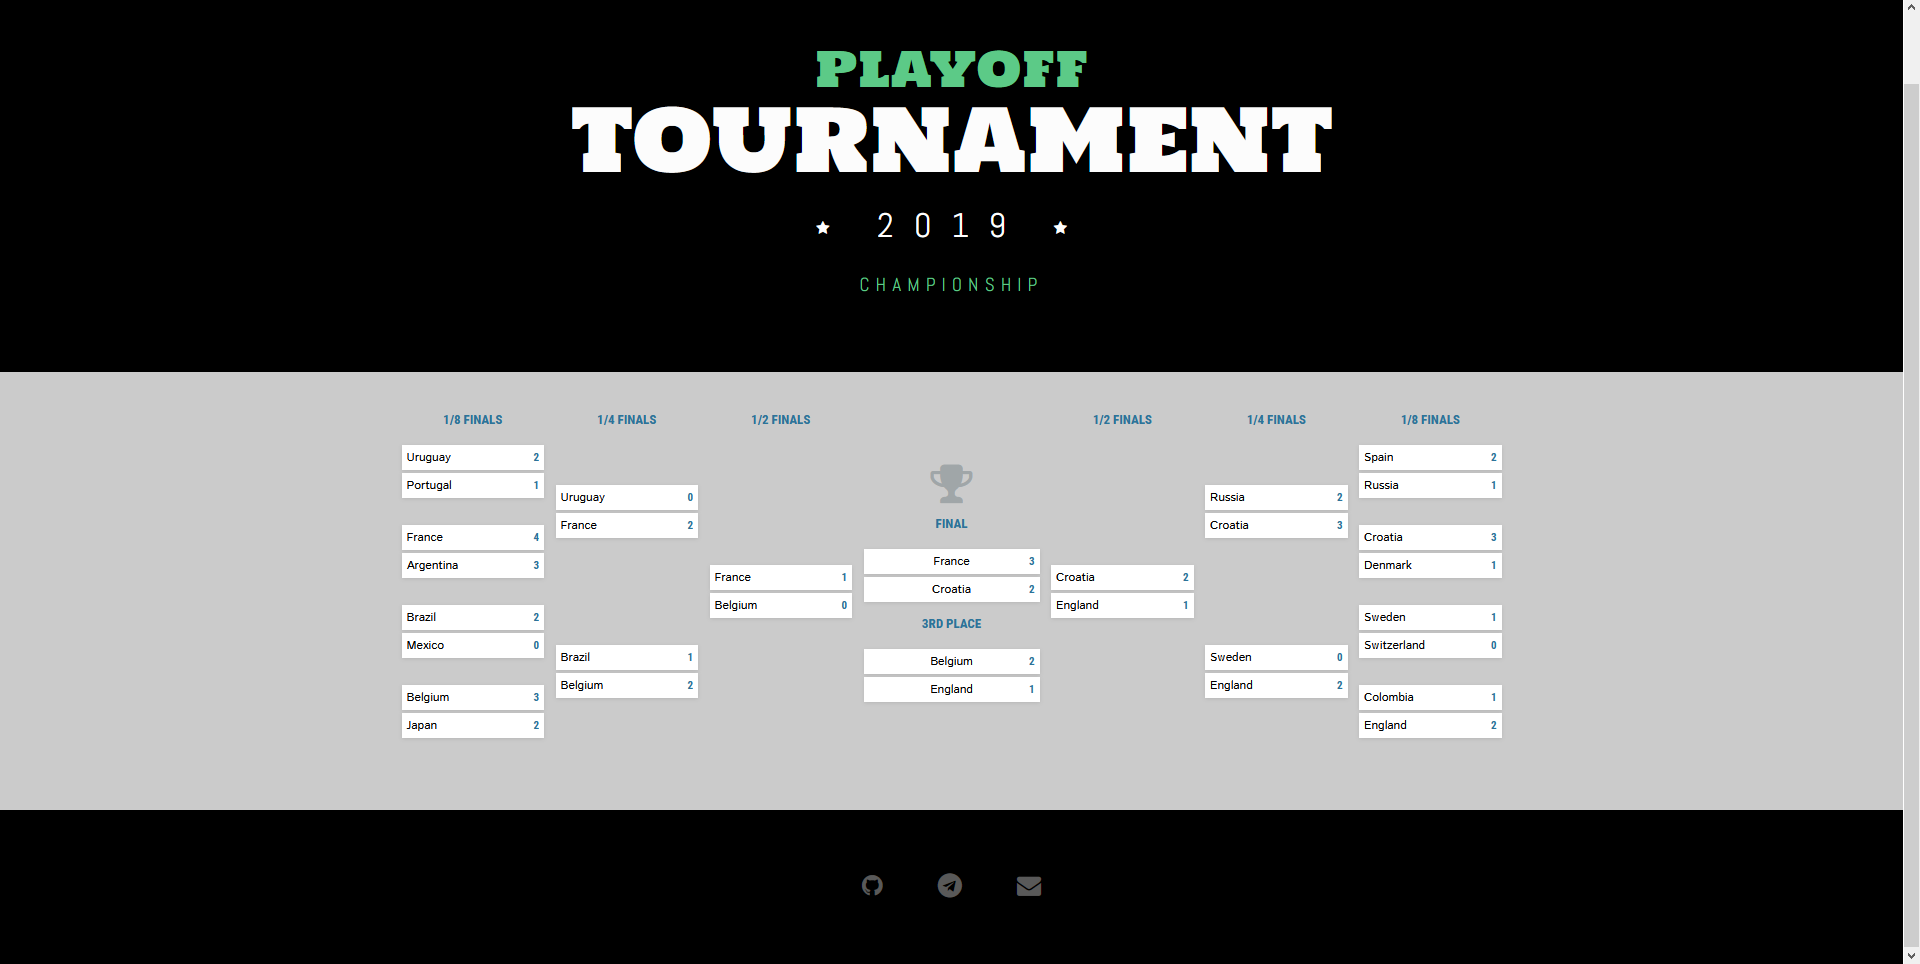 PLAYOFF
TOURNAMENT
2019
CHAMPIONSHIP
1/8 FINALS
Uruguay 2
Portugal 1
France 4
Argentina 3
Brazil 2
Mexico 0
Belgium 3
Japan 2
1/4 FINALS
Uruguay 0
France 2
Brazil 1
Belgium 2
1/2 FINALS
France 1
Belgium 0
FINAL
France 3
Croatia 2
3RD PLACE
Belgium 2
England 1
1/2 FINALS
Croatia 2
England 1
1/4 FINALS
Russia 2
Croatia 3
Sweden 0
England 2
1/8 FINALS
Spain 2
Russia 1
Croatia 3
Denmark 1
Sweden 1
Switzerland 0
Colombia 1
England 2